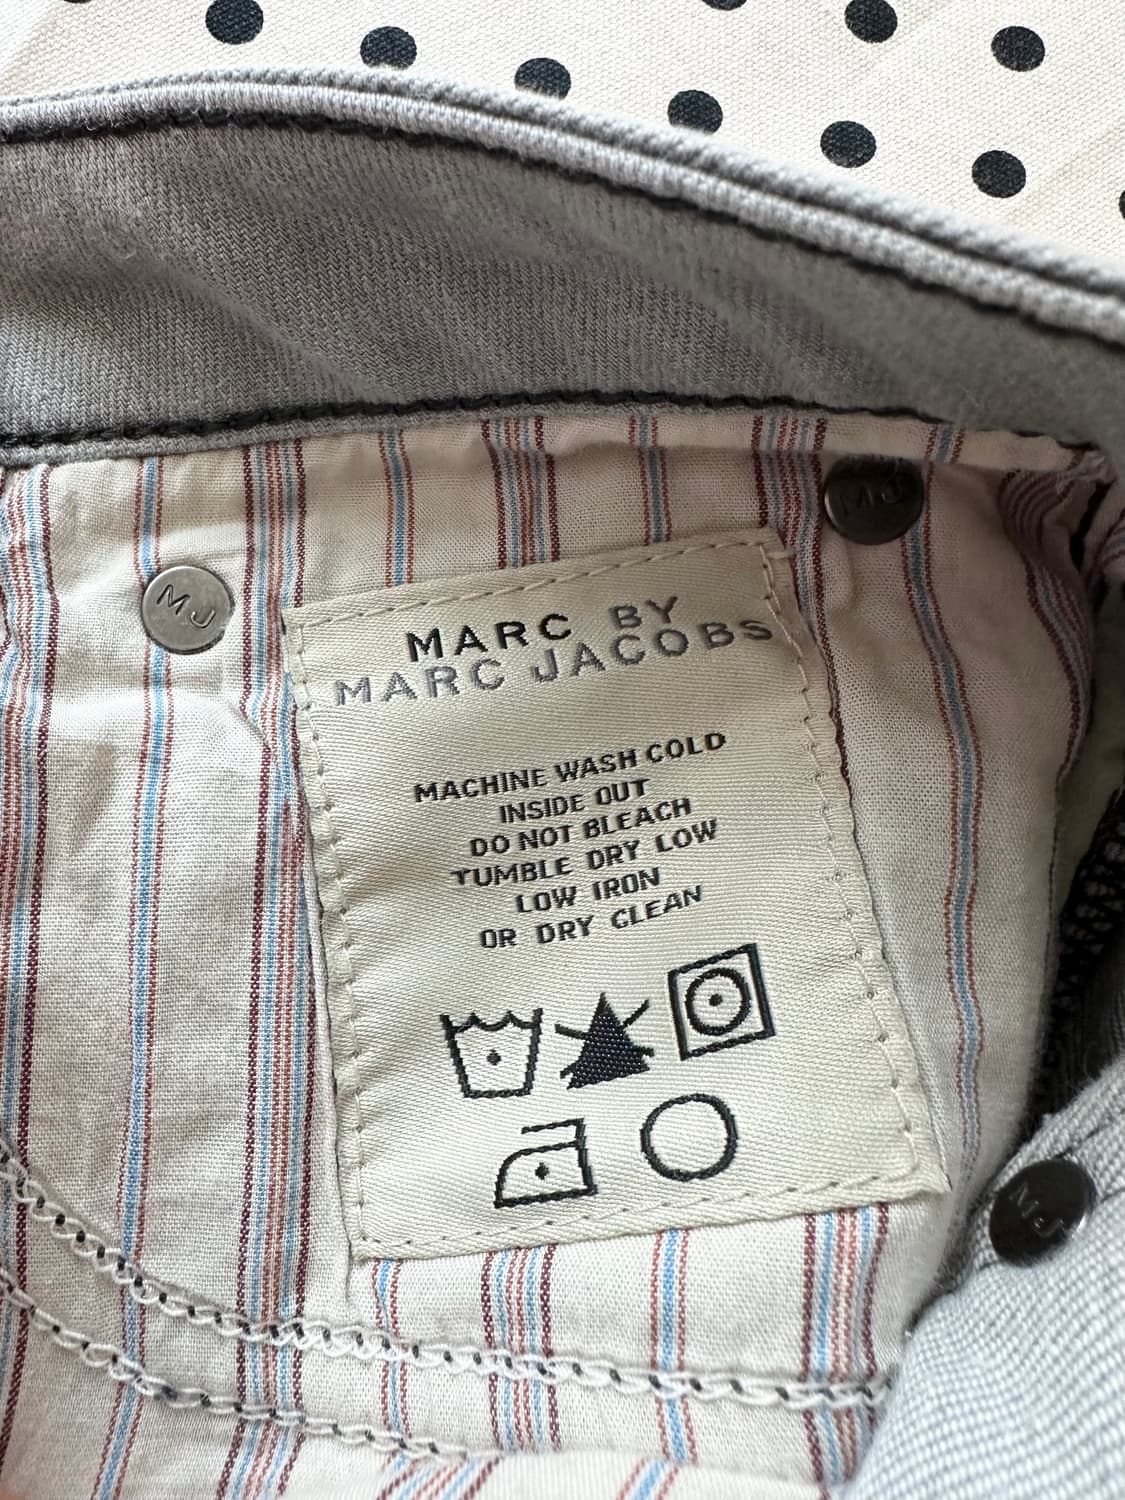 MJ
MJ
MARC BY
MARC JACOBS
MACHINE WASH COLD
INSIDE OUT
DO NOT BLEACH
TUMBLE DRY LOW
LOW IRON
OR DRY CLEAN
MJ